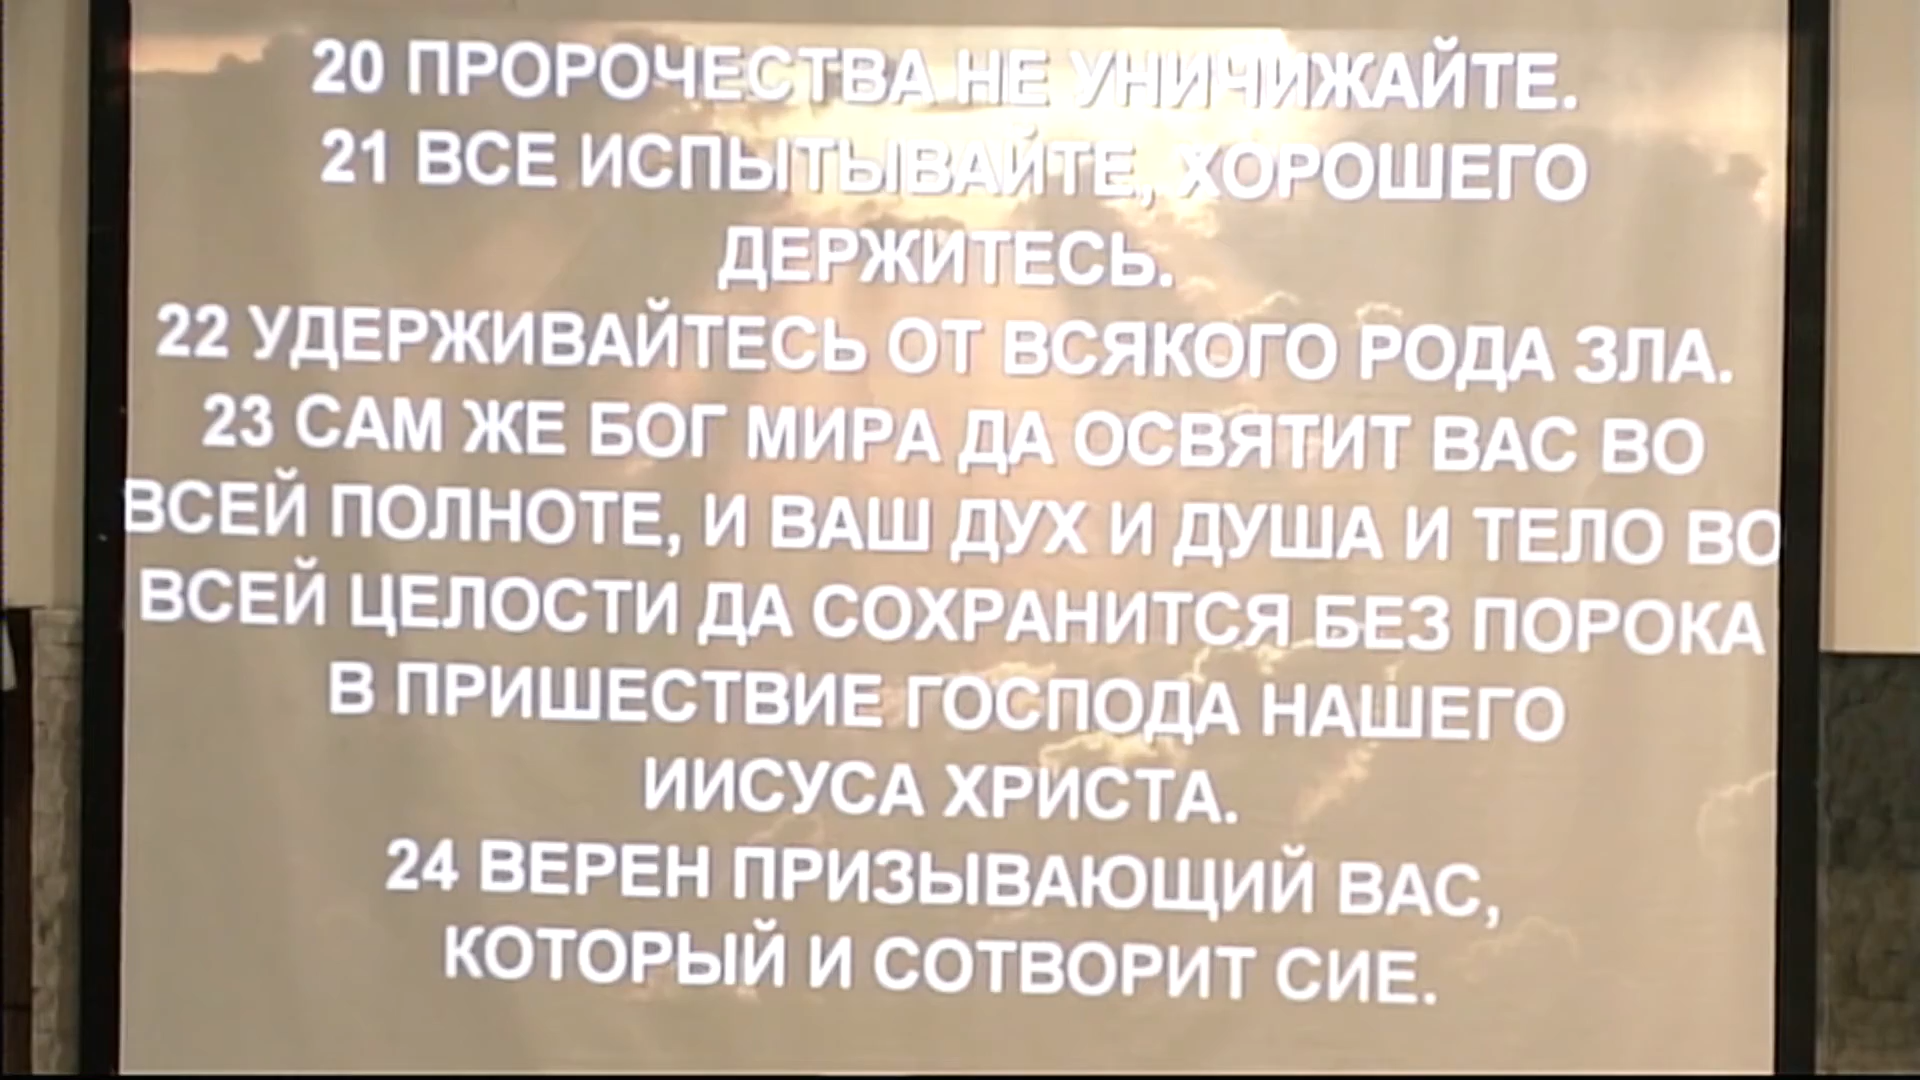 20 ПРОРОЧЕСТВА НЕ УНИЧИЖАЙТЕ.
21 ВСЕ ИСПЫТЫВАЙТЕ, ХОРОШЕГО
ДЕРЖИТЕСЬ.
22 УДЕРЖИВАЙТЕСЬ ОТ ВСЯКОГО РОДА ЗЛА.
23 САМ ЖЕ БОГ МИРА ДА ОСВЯТИТ ВАС ВО
ВСЕЙ ПОЛНОТЕ, И ВАШ ДУХ И ДУША И ТЕЛО ВО
ВСЕЙ ЦЕЛОСТИ ДА СОХРАНИТСЯ БЕЗ ПОРОКА
В ПРИШЕСТВИЕ ГОСПОДА НАШЕГО
ИИСУСА ХРИСТА.
24 ВЕРЕН ПРИЗЫВАЮЩИЙ ВАС,
КОТОРЫЙ И СОТВОРИТ СИЕ.